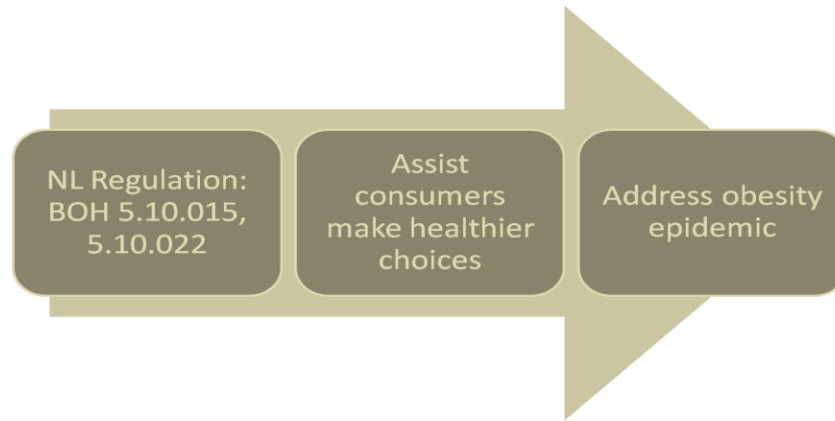 NL Regulation:
BOH 5.10.015,
5.10.022
Assist
consumers
make healthier
choices
Address obesity
epidemic